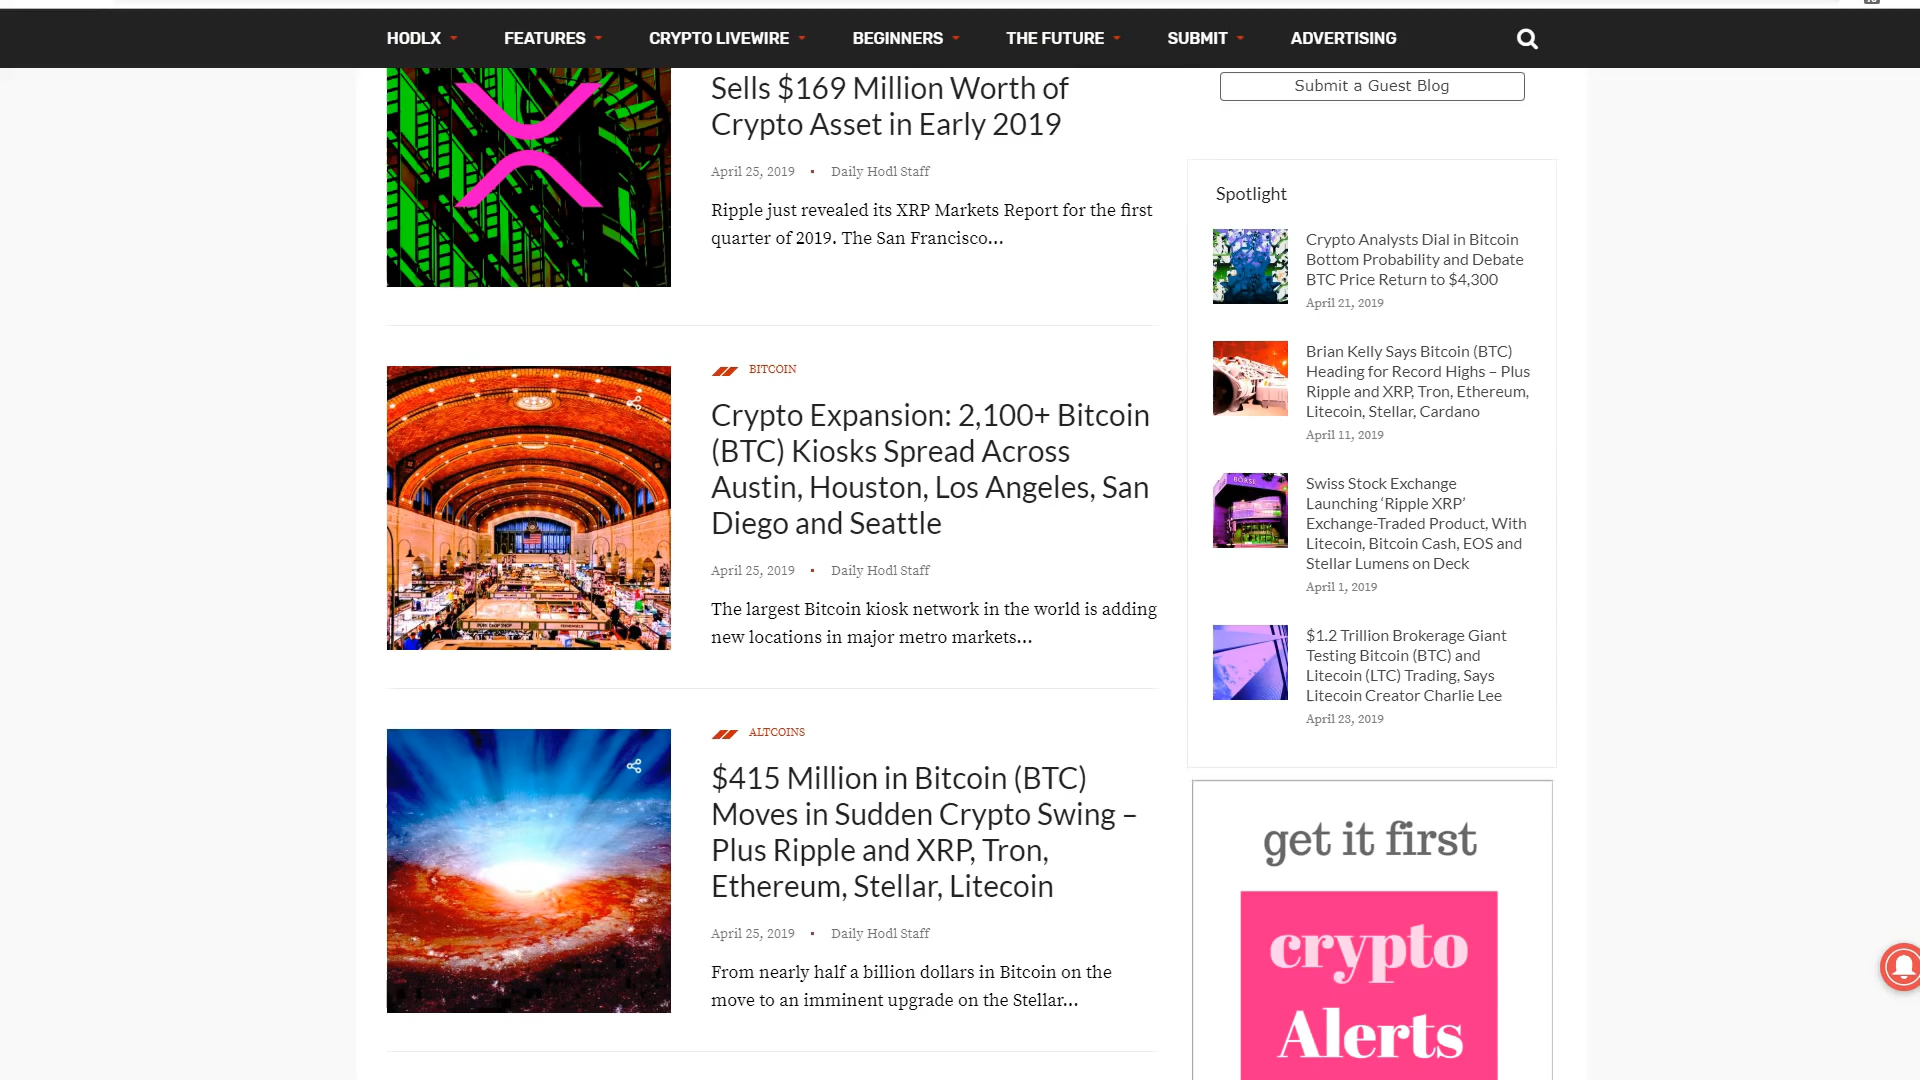 HODLX
FEATURES
CRYPTO LIVEWIRE
BEGINNERS
THE FUTURE
SUBMIT
ADVERTISING
Sells $169 Million Worth of
Crypto Asset in Early 2019
April 25, 2019 • Daily Hodl Staff
Ripple just revealed its XRP Markets Report for the first
quarter of 2019. The San Francisco...
BITCOIN
Crypto Expansion: 2,100+ Bitcoin
(BTC) Kiosks Spread Across
Austin, Houston, Los Angeles, San
Diego and Seattle
April 25, 2019 • Daily Hodl Staff
The largest Bitcoin kiosk network in the world is adding
new locations in major metro markets...
ALTCOINS
$415 Million in Bitcoin (BTC)
Moves in Sudden Crypto Swing –
Plus Ripple and XRP, Tron,
Ethereum, Stellar, Litecoin
April 25, 2019 • Daily Hodl Staff
From nearly half a billion dollars in Bitcoin on the
move to an imminent upgrade on the Stellar...
Submit a Guest Blog
Spotlight
Crypto Analysts Dial in Bitcoin
Bottom Probability and Debate
BTC Price Return to $4,300
April 21, 2019
Brian Kelly Says Bitcoin (BTC)
Heading for Record Highs – Plus
Ripple and XRP, Tron, Ethereum,
Litecoin, Stellar, Cardano
April 11, 2019
BÖRSE
Swiss Stock Exchange
Launching ‘Ripple XRP’
Exchange-Traded Product, With
Litecoin, Bitcoin Cash, EOS and
Stellar Lumens on Deck
April 1, 2019
$1.2 Trillion Brokerage Giant
Testing Bitcoin (BTC) and
Litecoin (LTC) Trading, Says
Litecoin Creator Charlie Lee
April 23, 2019
get it first
crypto
Alerts